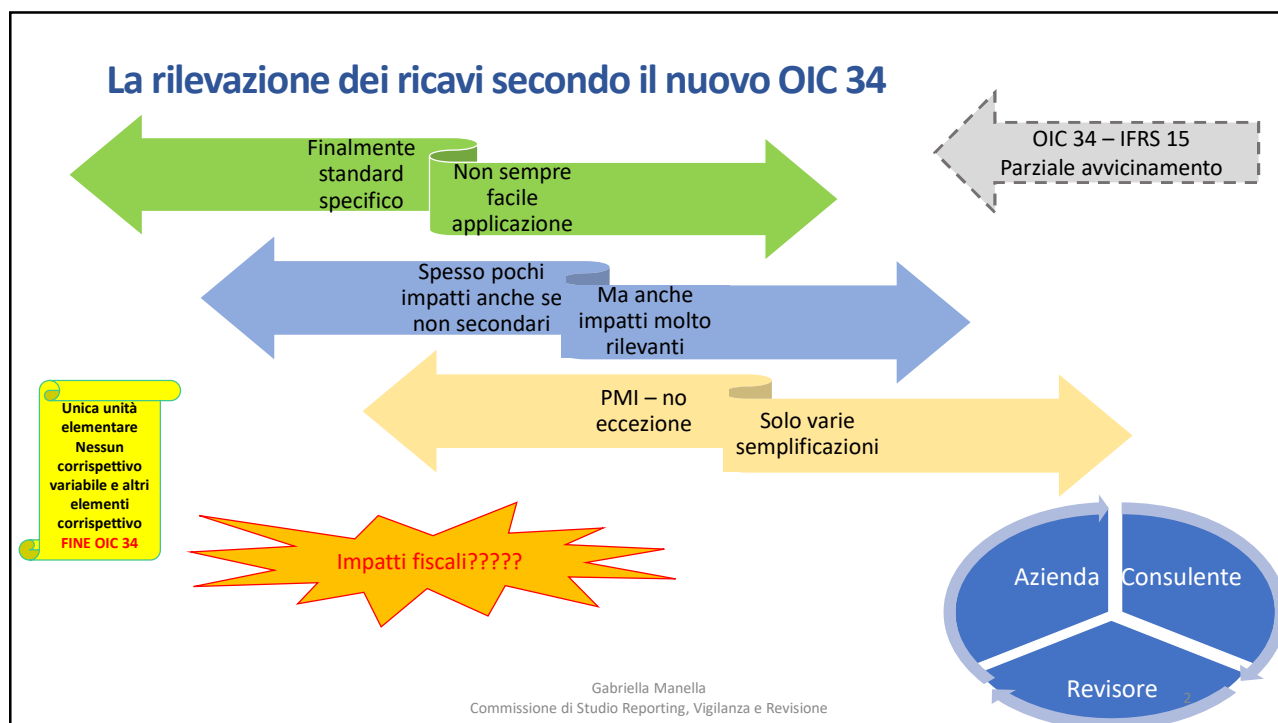 La rilevazione dei ricavi secondo il nuovo OIC 34
Finalmente
standard
specifico
Non sempre
facile
applicazione
OIC 34 – IFRS 15
Parziale avvicinamento
Spesso pochi
impatti anche se
non secondari
Ma anche
impatti molto
rilevanti
PMI – no
eccezione
Solo varie
semplificazioni
Unica unità
elementare
Nessun
corrispettivo
variabile e altri
elementi
corrispettivo
FINE OIC 34
Impatti fiscali?????
Azienda
Consulente
Revisore
Gabriella Manella
Commissione di Studio Reporting, Vigilanza e Revisione
2